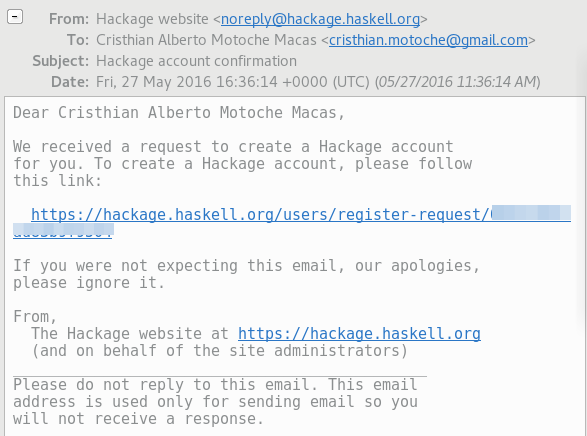 From: Hackage website <noreply@hackage.haskell.org>
To: Cristhian Alberto Motoche Macas <cristhian.motoche@gmail.com>
Subject: Hackage account confirmation
Date: Fri, 27 May 2016 16:36:14 +0000 (UTC) (05/27/2016 11:36:14 AM)
Dear Cristhian Alberto Motoche Macas,
We received a request to create a Hackage account
for you. To create a Hackage account, please follow
this link:
https://hackage.haskell.org/users/register-request/
If you were not expecting this email, our apologies,
please ignore it.
From,
The Hackage website at https://hackage.haskell.org
(and on behalf of the site administrators)
Please do not reply to this email. This email
address is used only for sending email so you
will not receive a response.